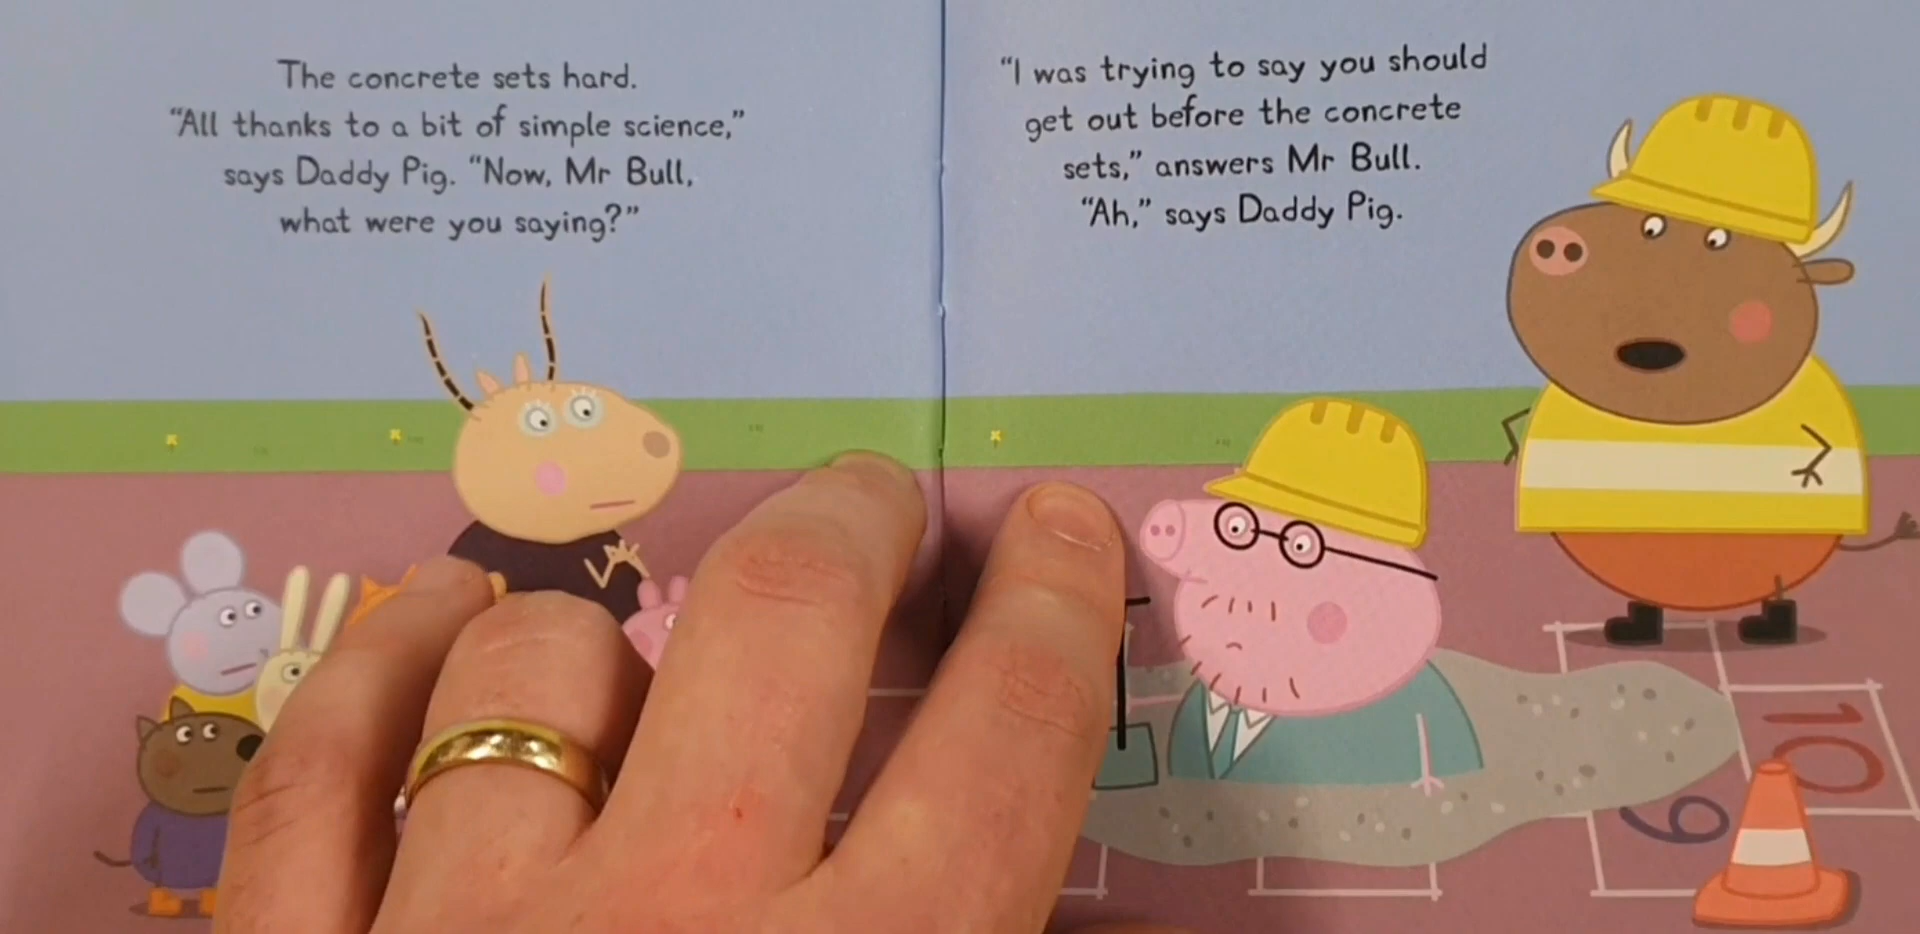 The concrete sets hard.
“All thanks to a bit of simple science,”
says Daddy Pig. “Now, Mr Bull,
what were you saying?”
“I was trying to say you should
get out before the concrete
sets,” answers Mr Bull.
“Ah,” says Daddy Pig.
10
9